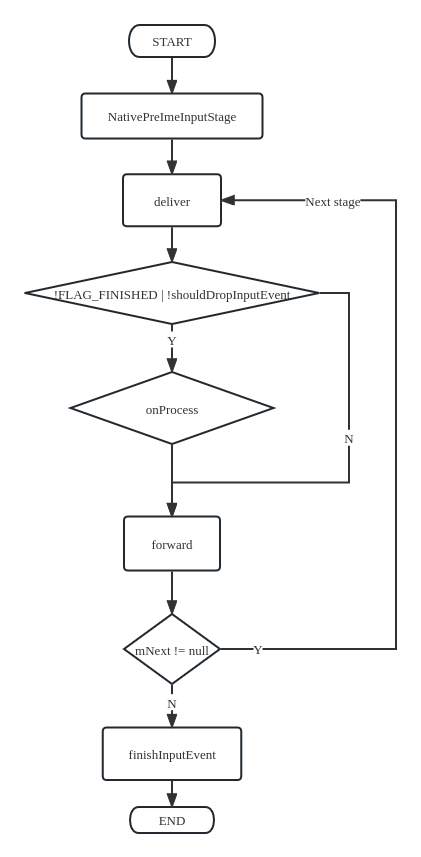 START
NativePreImeInputStage
deliver
Next stage
!FLAG_FINISHED | !shouldDropInputEvent
Y
onProcess
N
forward
mNext != null
Y
N
finishInputEvent
END